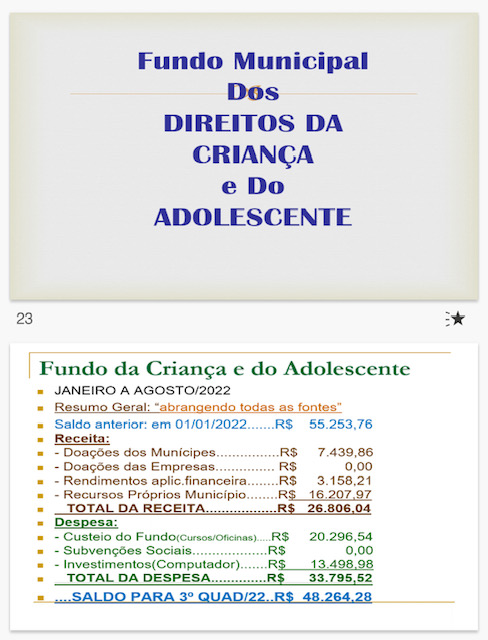 Fundo Municipal
Dos
DIREITOS DA
CRIANÇA
e Do
ADOLESCENTE
23
Fundo da Criança e do Adolescente
JANEIRO A AGOSTO/2022
Resumo Geral: "abrangendo todas as fontes"
Saldo anterior: em 01/01/2022.......R$ 55.253,76
Receita:
- Doações dos Munícipes................R$ 7.439,86
- Doações das Empresas............... R$ 0,00
- Rendimentos aplic.financeira........R$ 3.158,21
- Recursos Próprios Município........R$ 16.207,97
TOTAL DA RECEITA..................R$ 26.806,04
Despesa:
- Custeio do Fundo(Cursos/Oficinas).....R$ 20.296,54
- Subvenções Sociais...................R$ 0,00
- Investimentos(Computador).......R$ 13.498,98
TOTAL DA DESPESA..............R$ 33.795,52
....SALDO PARA 3º QUAD/22..R$ 48.264,28